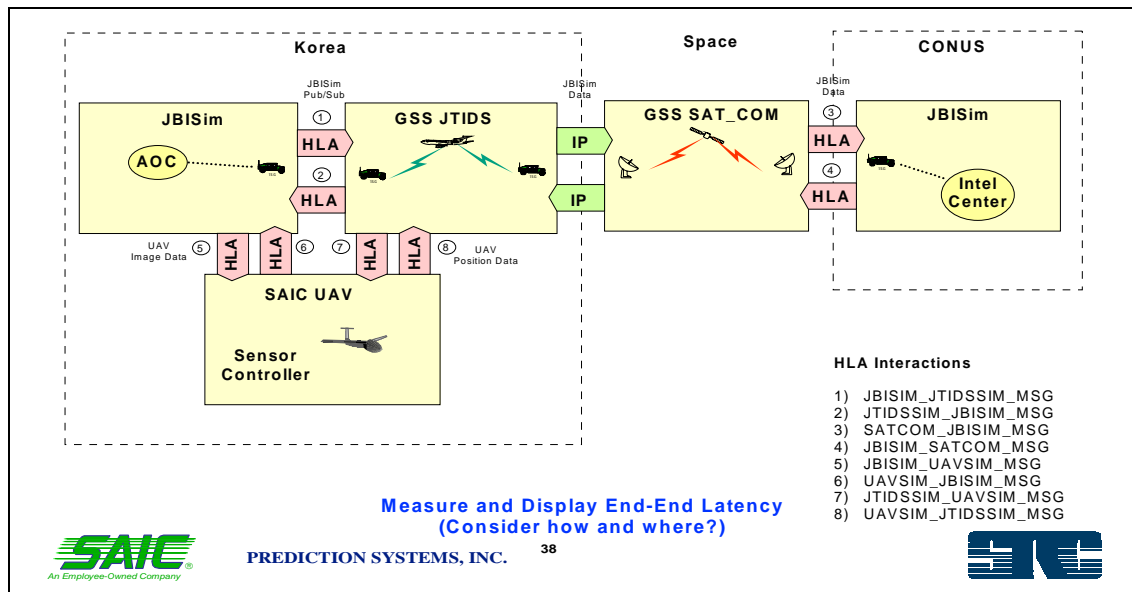 Korea
Space
CONUS
JBISim
Pub/Sub
JBISim
Data
JBISim
Data
JBISim
1
GSS JTIDS
GSS SAT_COM
3
JBISim
AOC
HLA
IP
HLA
2
4
HLA
IP
HLA
Intel
Center
UAV
Image Data
5
HLA
HLA
6
7
HLA
HLA
8
UAV
Position Data
SAIC UAV
Sensor
Controller
HLA Interactions
1) JBISIM_JTIDSSIM_MSG
2) JTIDSSIM_JBISIM_MSG
3) SATCOM_JBISIM_MSG
4) JBISIM_SATCOM_MSG
5) JBISIM_UAVSIM_MSG
6) UAVSIM_JBISIM_MSG
7) JTIDSSIM_UAVSIM_MSG
8) UAVSIM_JTIDSSIM_MSG
Measure and Display End-End Latency
(Consider how and where?)
SAIC®
An Employee-Owned Company
PREDICTION SYSTEMS, INC.
38
STC